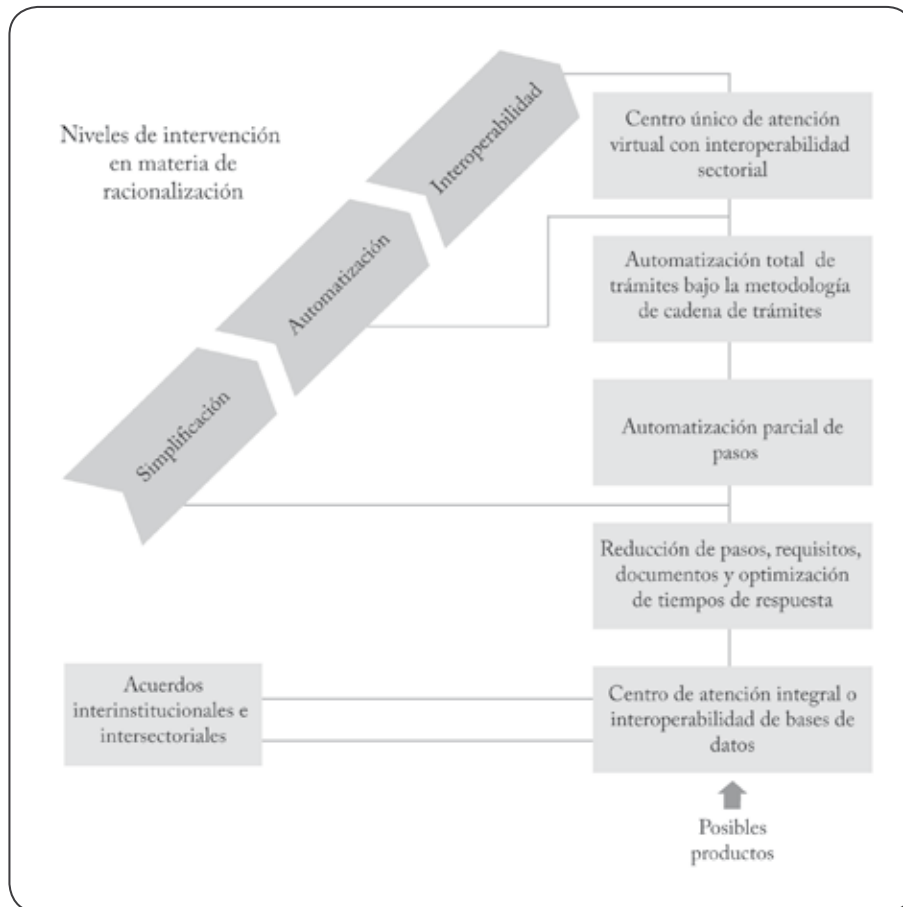 Niveles de intervención
en materia de
racionalización
Interoperabilidad
Automatización
Simplificación
Centro único de atención
virtual con interoperabilidad
sectorial
Automatización total de
trámites bajo la metodología
de cadena de trámites
Automatización parcial de
pasos
Reducción de pasos, requisitos,
documentos y optimización
de tiempos de respuesta
Acuerdos
interinstitucionales e
intersectoriales
Centro de atención integral o
interoperabilidad de bases de
datos
Posibles
productos